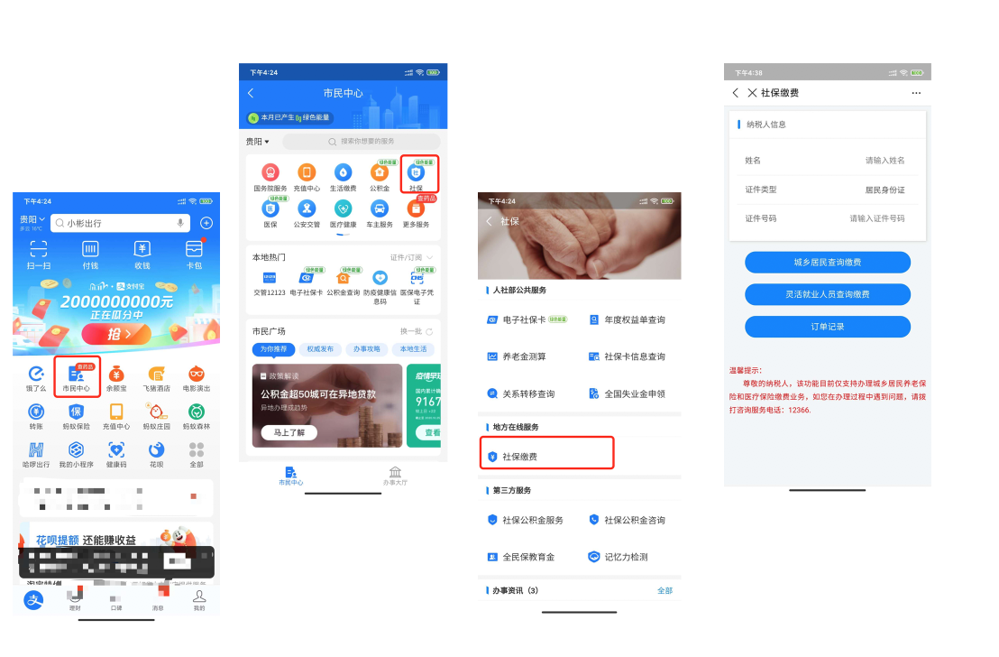 下午4:24
贵阳
多云 16℃
小彬出行
扫一扫
付钱
收钱
卡包
支付宝
2000000000元
正在瓜分中
抢
查药品
饿了么
市民中心
余额宝
飞猪酒店
电影演出
转账
蚂蚁保险
充值中心
蚂蚁庄园
蚂蚁森林
哈啰出行
我的小程序
健康码
花呗
全部
花呗提额 还能赚收益
理财
口碑
消息
我的
下午4:24
市民中心
本月已产生0g绿色能量
贵阳
搜索你想要的服务
绿色能量
绿色能量
国务院服务
充值中心
生活缴费
公积金
社保
绿色能量
查药品
医保
公安交管
医疗健康
车主服务
更多服务
本地热门
证件/订阅
绿色能量
绿色能量
绿色能量
交管12123
电子社保卡
公积金查询
防疫健康信息码
医保电子凭证
市民广场
换一批
为你推荐
权威发布
办事攻略
本地生活
政策解读
公积金超50城可在异地贷款
异地办理成趋势
马上了解
国内累计确
9167
查看
市民中心
办事大厅
下午4:24
社保
人社部公共服务
电子社保卡 绿色能量
年度权益单查询
养老金测算
社保卡信息查询
关系转移查询
全国失业金申领
地方在线服务
社保缴费
第三方服务
社保公积金服务
社保公积金咨询
全民保教育金
记忆力检测
办事资讯（3）
全部
下午4:38
社保缴费
纳税人信息
姓名
请输入姓名
证件类型
居民身份证
证件号码
请输入证件号码
城乡居民查询缴费
灵活就业人员查询缴费
订单记录
温馨提示:
尊敬的纳税人，该功能目前仅支持办理城乡居民养老保
险和医疗保险缴费业务，如您在办理过程中遇到问题，请拨
打咨询服务电话：12366.